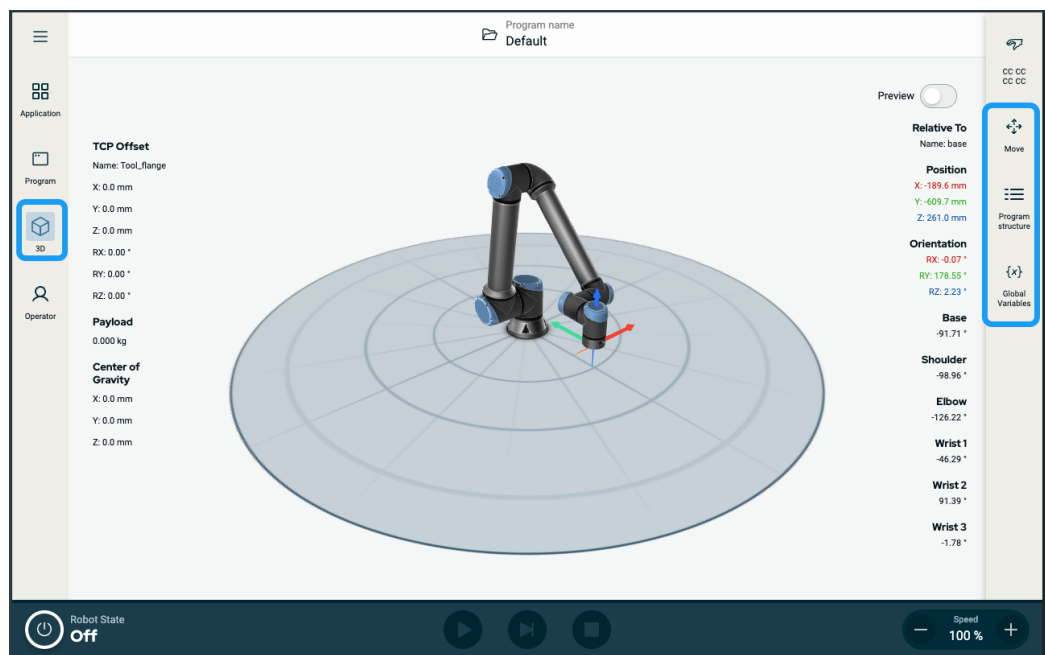 Program name
Default
CC CC
CC CC
Application
Program
3D
Operator
TCP Offset
Name: Tool_flange
X: 0.0 mm
Y: 0.0 mm
Z: 0.0 mm
RX: 0.00 °
RY: 0.00 °
RZ: 0.00 °
Payload
0.000 kg
Center of
Gravity
X: 0.0 mm
Y: 0.0 mm
Z: 0.0 mm
Preview
Relative To
Name: base
Position
X: -189.6 mm
Y: -609.7 mm
Z: 261.0 mm
Orientation
RX: -0.07 °
RY: 178.55 °
RZ: 2.23 °
Base
-91.71 °
Shoulder
-98.96 °
Elbow
-126.22 °
Wrist 1
-46.29 °
Wrist 2
91.39 °
Wrist 3
-1.78 °
Move
Program
structure
{x}
Global
Variables
Robot State
Off
Speed
100 %